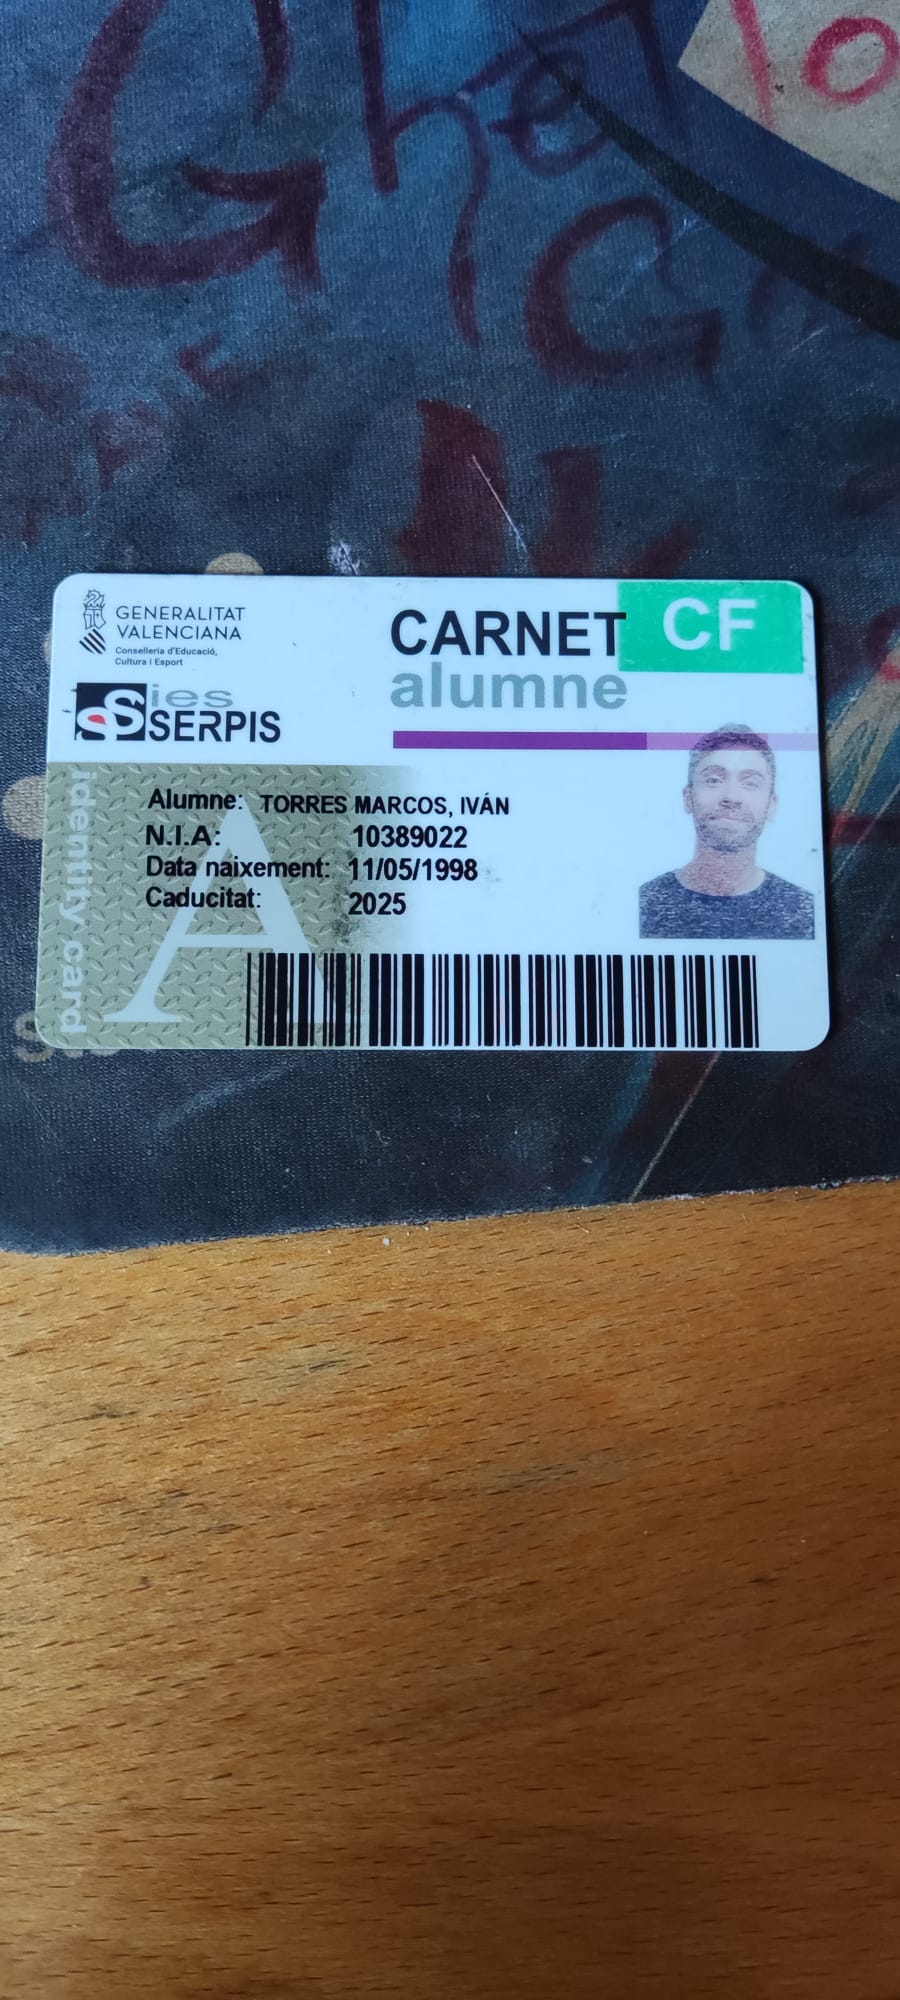 GENERALITAT
VALENCIANA
Conselleria d'Educació,
Cultura i Esport
CARNET
alumne
CF
ies
SERPIS
identity card
Alumne: TORRES MARCOS, IVÁN
N.I.A: 10389022
Data naixement: 11/05/1998
Caducitat: 2025
A